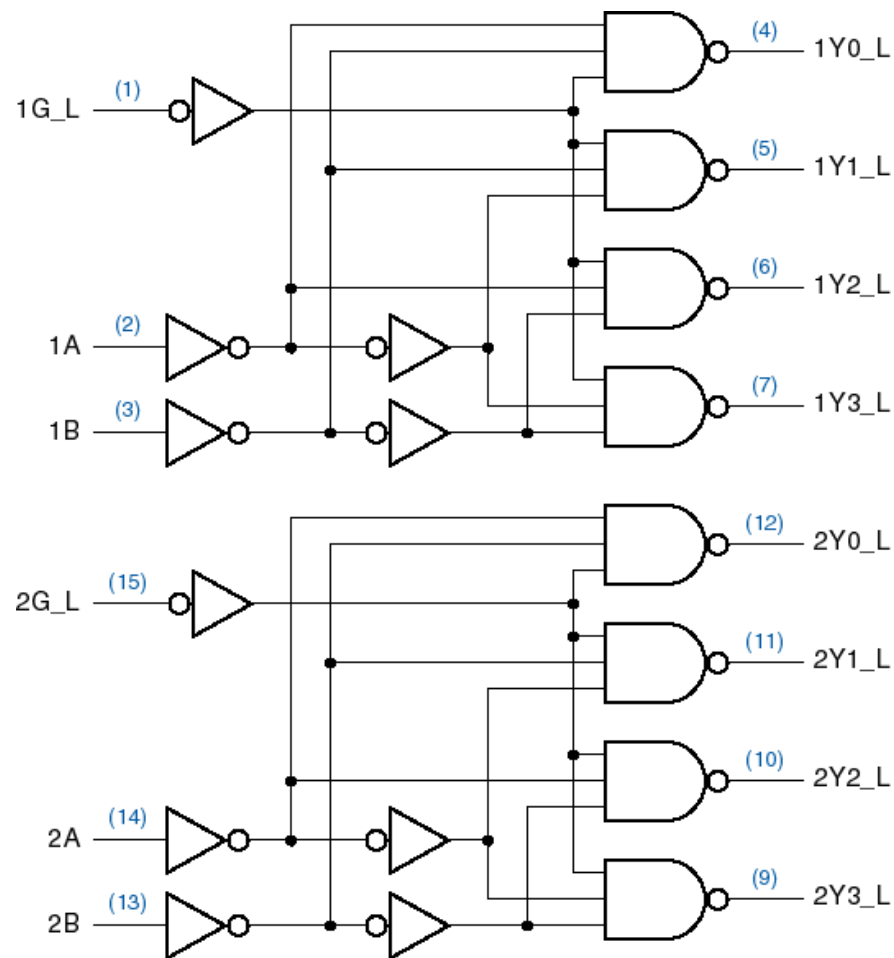 (4) 1Y0_L
1G_L (1)
(5) 1Y1_L
(6) 1Y2_L
1A (2)
(7) 1Y3_L
1B (3)
(12) 2Y0_L
2G_L (15)
(11) 2Y1_L
(10) 2Y2_L
2A (14)
(9) 2Y3_L
2B (13)